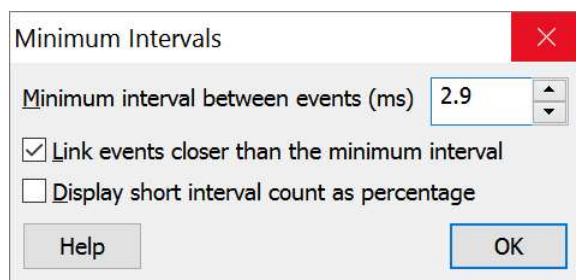 Minimum Intervals
Minimum interval between events (ms) 2.9
Link events closer than the minimum interval
Display short interval count as percentage
Help OK